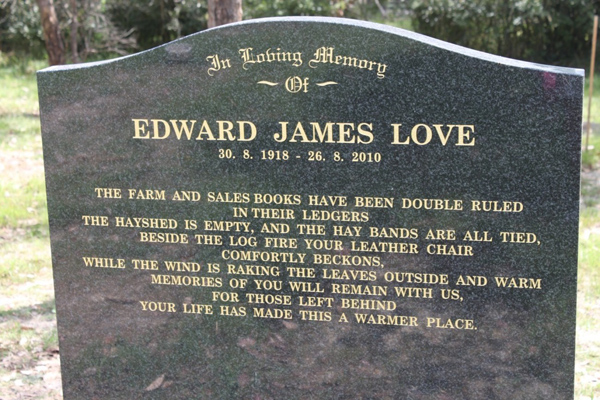 In Loving Memory
~ Of ~
EDWARD JAMES LOVE
30. 8. 1918 - 26. 8. 2010
THE FARM AND SALES BOOKS HAVE BEEN DOUBLE RULED
IN THEIR LEDGERS
THE HAYSHED IS EMPTY, AND THE HAY BANDS ARE ALL TIED,
BESIDE THE LOG FIRE YOUR LEATHER CHAIR
COMFORTLY BECKONS,
WHILE THE WIND IS RAKING THE LEAVES OUTSIDE AND WARM
MEMORIES OF YOU WILL REMAIN WITH US,
FOR THOSE LEFT BEHIND
YOUR LIFE HAS MADE THIS A WARMER PLACE.